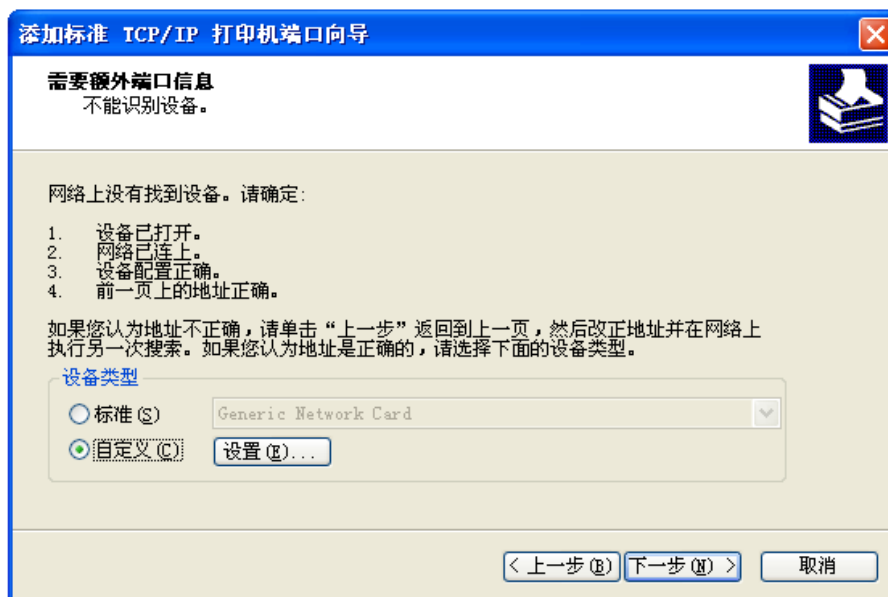 添加标准 TCP/IP 打印机端口向导
需要额外端口信息
不能识别设备。
网络上没有找到设备。请确定:
1. 设备已打开。
2. 网络已连上。
3. 设备配置正确。
4. 前一页上的地址正确。
如果您认为地址不正确，请单击“上一步”返回到上一页，然后改正地址并在网络上
执行另一次搜索。如果您认为地址是正确的，请选择下面的设备类型。
设备类型
标准(S) Generic Network Card
自定义(C) 设置(E)...
< 上一步(B) 下一步(N) > 取消